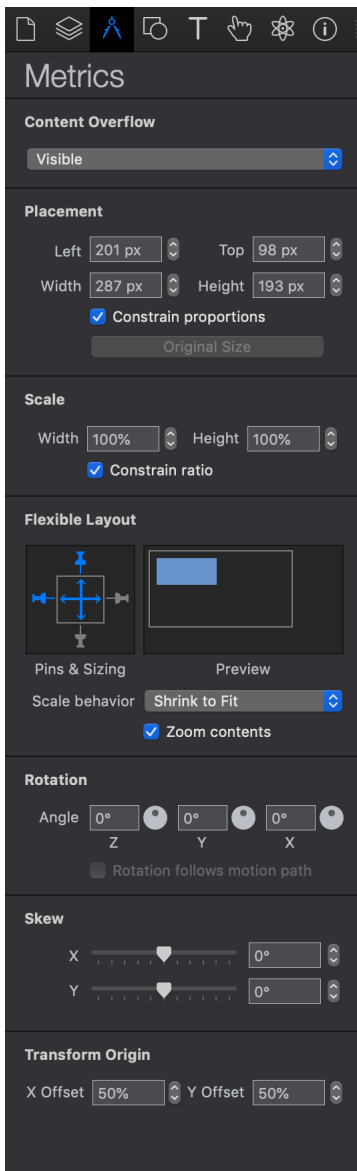 Metrics
Content Overflow
Visible
Placement
Left 201 px Top 98 px
Width 287 px Height 193 px
Constrain proportions
Original Size
Scale
Width 100% Height 100%
Constrain ratio
Flexible Layout
Pins & Sizing Preview
Scale behavior Shrink to Fit
Zoom contents
Rotation
Angle 0° 0° 0°
Z Y X
Rotation follows motion path
Skew
X 0°
Y 0°
Transform Origin
X Offset 50% Y Offset 50%